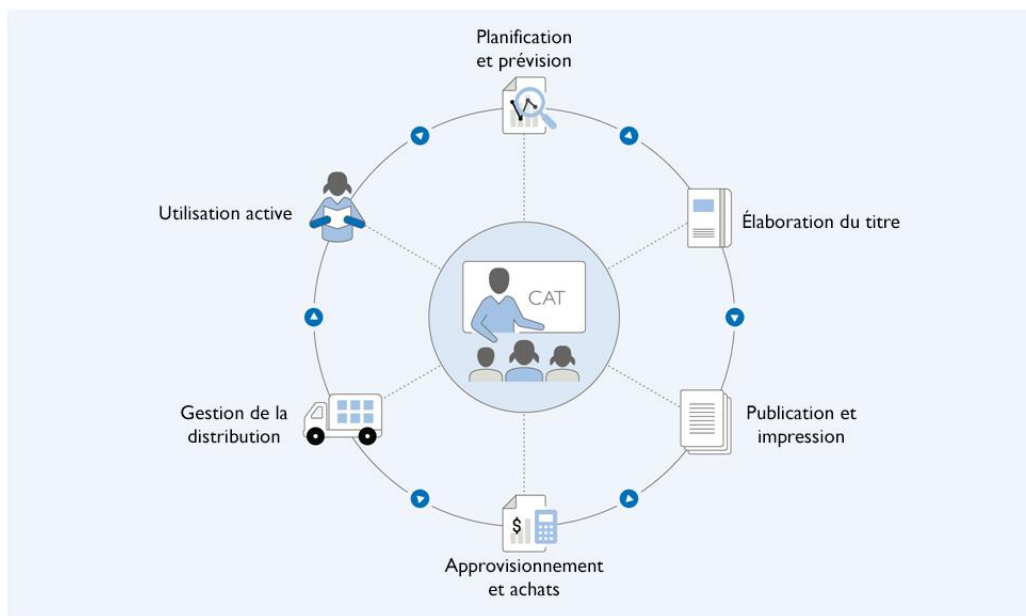 Planification
et prévision
Élaboration du titre
Publication et
impression
Approvisionnement
et achats
Gestion de la
distribution
Utilisation active
CAT
$